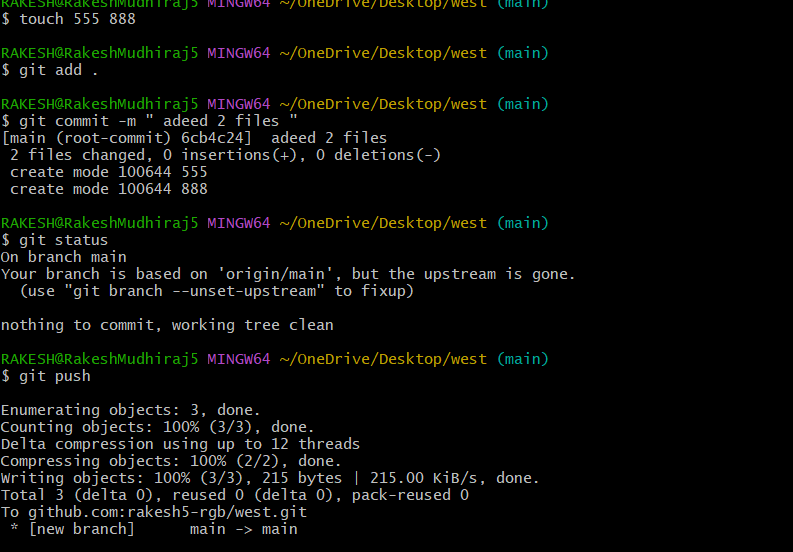 RAKESH@RakeshMudhiraj5 MINGW64 ~/OneDrive/Desktop/west (main)
$ touch 555 888
RAKESH@RakeshMudhiraj5 MINGW64 ~/OneDrive/Desktop/west (main)
$ git add .
RAKESH@RakeshMudhiraj5 MINGW64 ~/OneDrive/Desktop/west (main)
$ git commit -m " adeed 2 files "
[main (root-commit) 6cb4c24]  adeed 2 files
 2 files changed, 0 insertions(+), 0 deletions(-)
 create mode 100644 555
 create mode 100644 888
RAKESH@RakeshMudhiraj5 MINGW64 ~/OneDrive/Desktop/west (main)
$ git status
On branch main
Your branch is based on 'origin/main', but the upstream is gone.
  (use "git branch --unset-upstream" to fixup)
nothing to commit, working tree clean
RAKESH@RakeshMudhiraj5 MINGW64 ~/OneDrive/Desktop/west (main)
$ git push
Enumerating objects: 3, done.
Counting objects: 100% (3/3), done.
Delta compression using up to 12 threads
Compressing objects: 100% (2/2), done.
Writing objects: 100% (3/3), 215 bytes | 215.00 KiB/s, done.
Total 3 (delta 0), reused 0 (delta 0), pack-reused 0
To github.com:rakesh5-rgb/west.git
 * [new branch]      main -> main